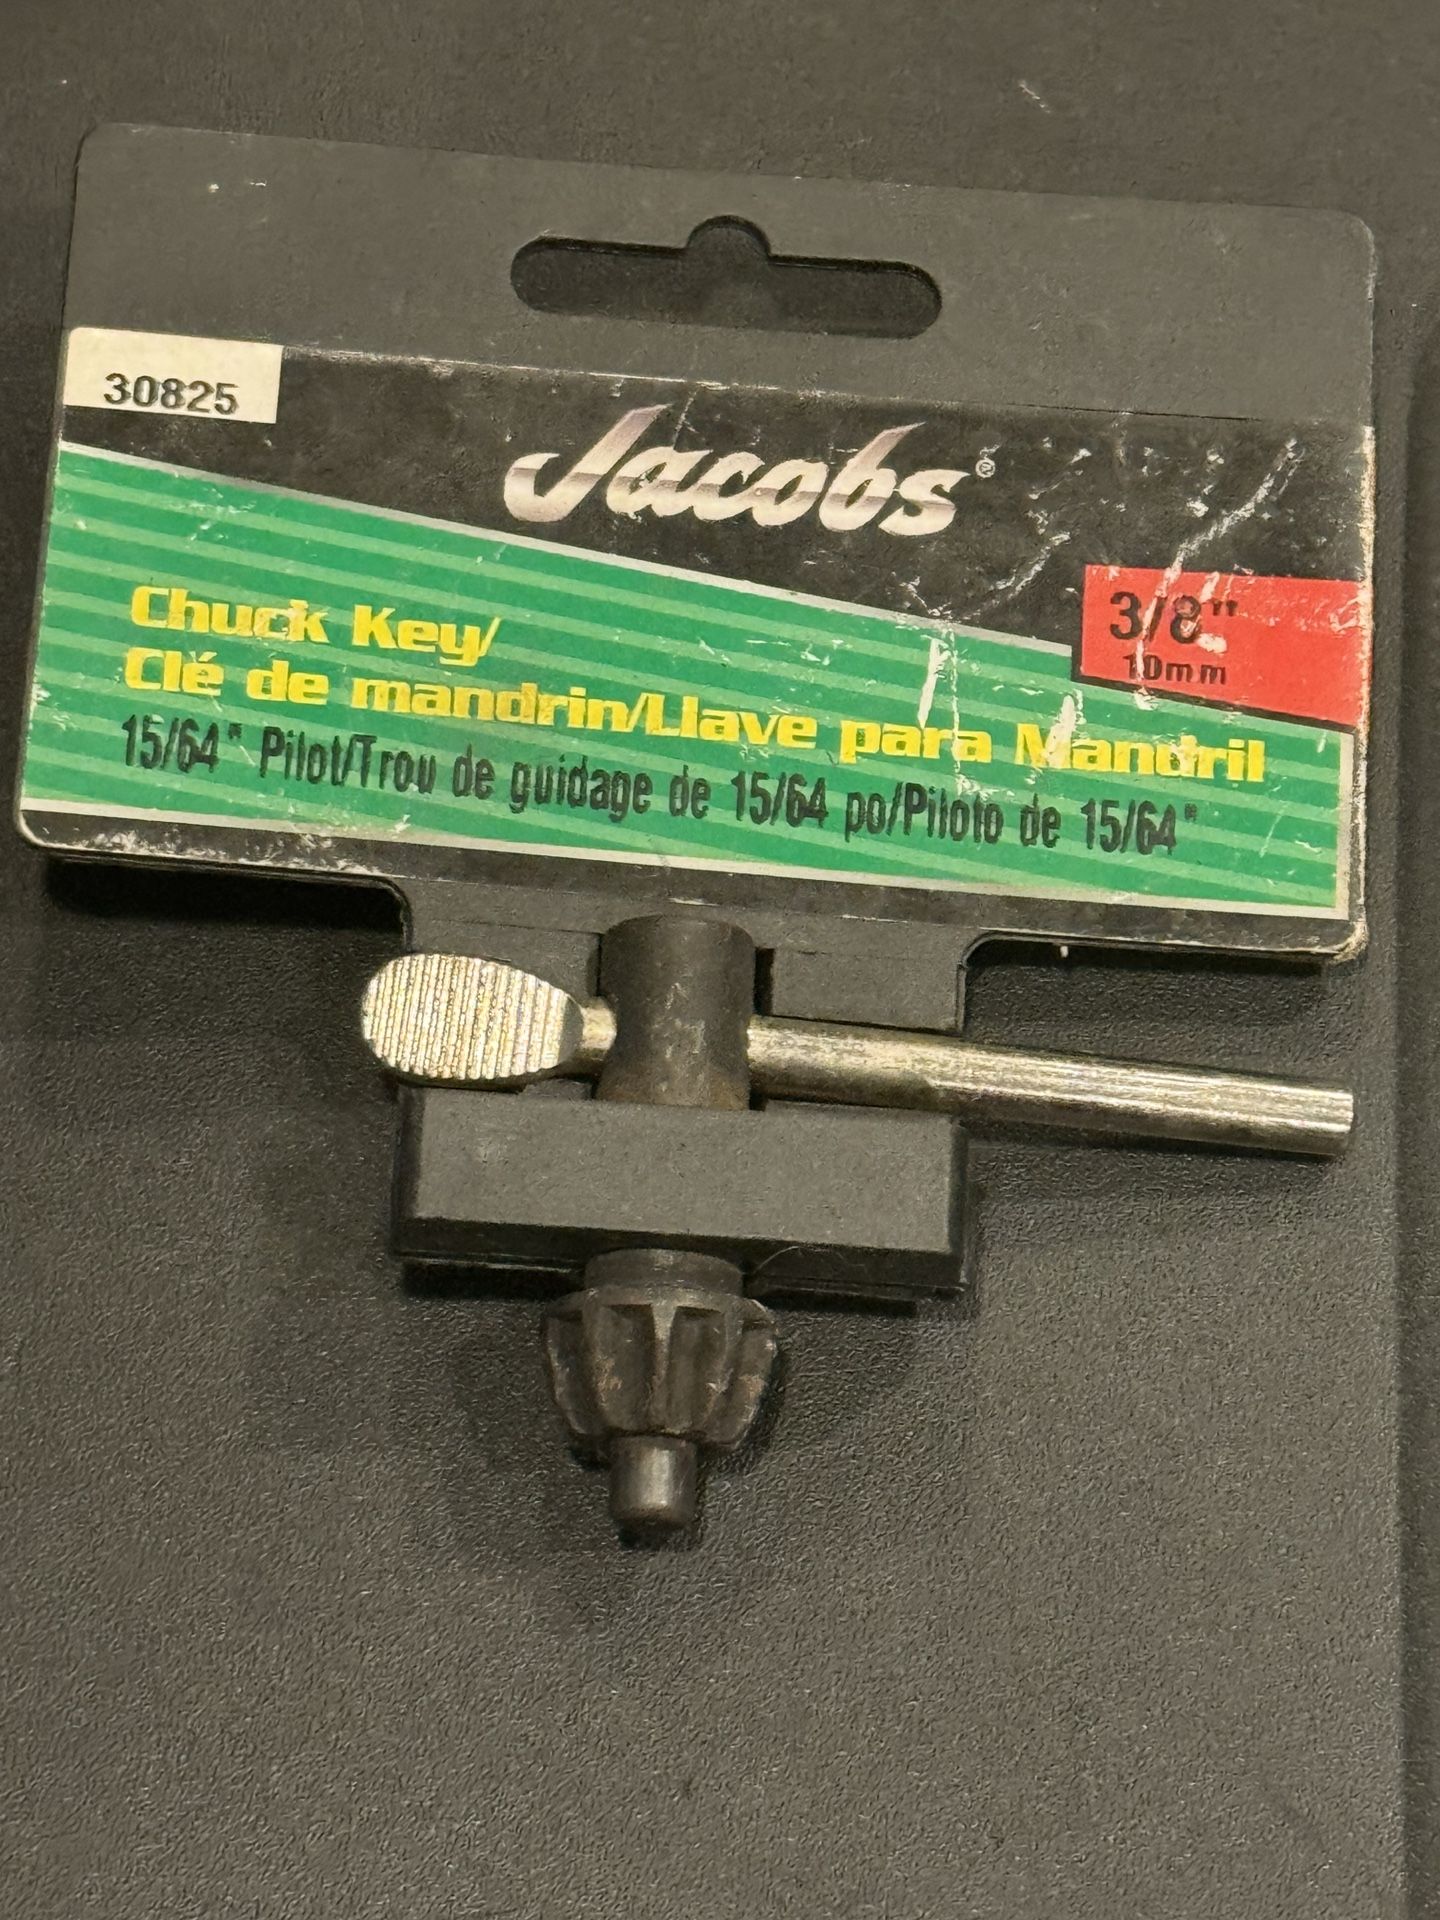 30825
Jacobs®
3/8"
10mm
Chuck Key/
Clé de mandrin/Llave para Mandril
15/64" Pilot/Trou de guidage de 15/64 po/Piloto de 15/64"